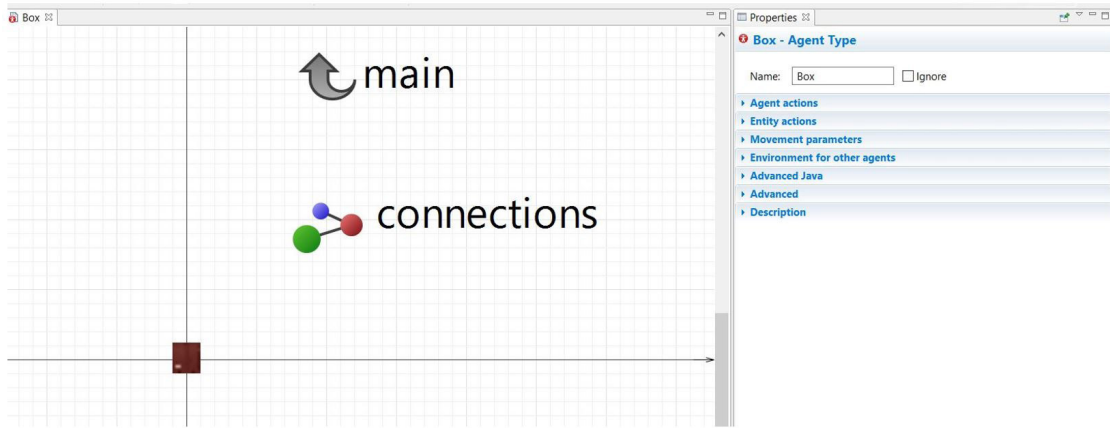 Box
main
connections
Properties
Box - Agent Type
Name: Box Ignore
Agent actions
Entity actions
Movement parameters
Environment for other agents
Advanced Java
Advanced
Description